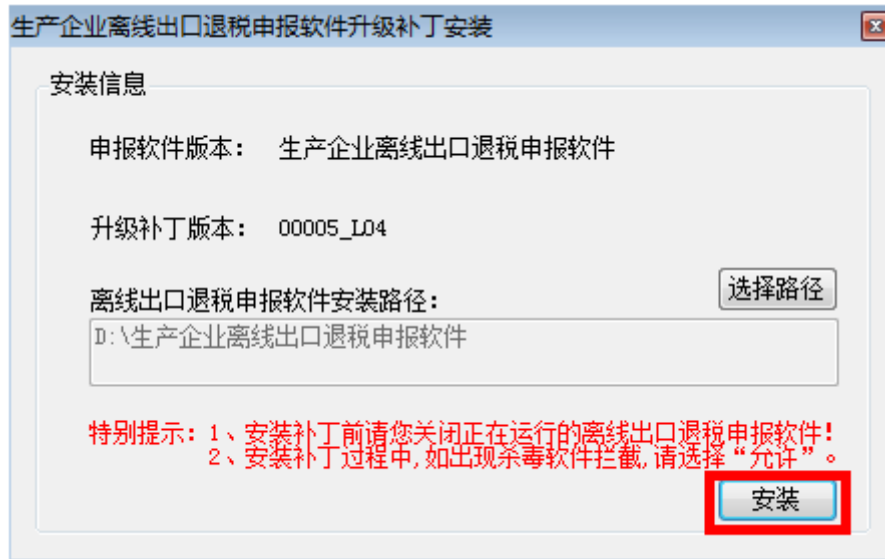 生产企业离线出口退税申报软件升级补丁安装
安装信息
申报软件版本： 生产企业离线出口退税申报软件
升级补丁版本： 00005_L04
离线出口退税申报软件安装路径：
选择路径
D:\生产企业离线出口退税申报软件
特别提示：1、安装补丁前请您关闭正在运行的离线出口退税申报软件！
2、安装补丁过程中,如出现杀毒软件拦截,请选择“允许”。
安装